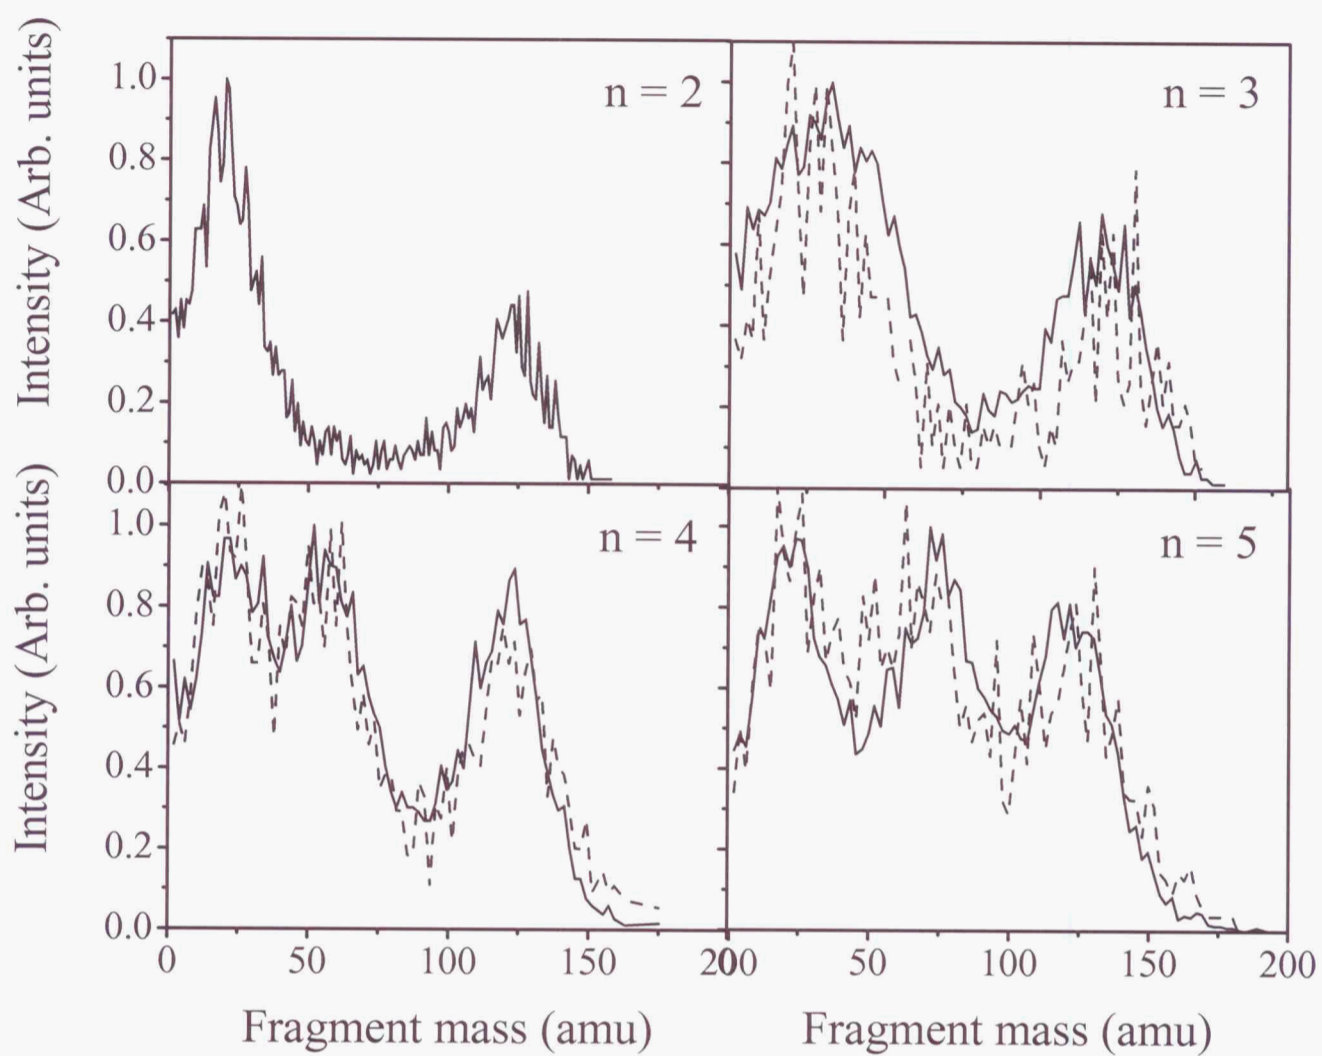 Intensity (Arb. units)
1.0
0.8
0.6
0.4
0.2
0.0
n = 2
n = 3
Intensity (Arb. units)
1.0
0.8
0.6
0.4
0.2
0.0
n = 4
n = 5
0 50 100 150 200
0 50 100 150 200
Fragment mass (amu)
Fragment mass (amu)